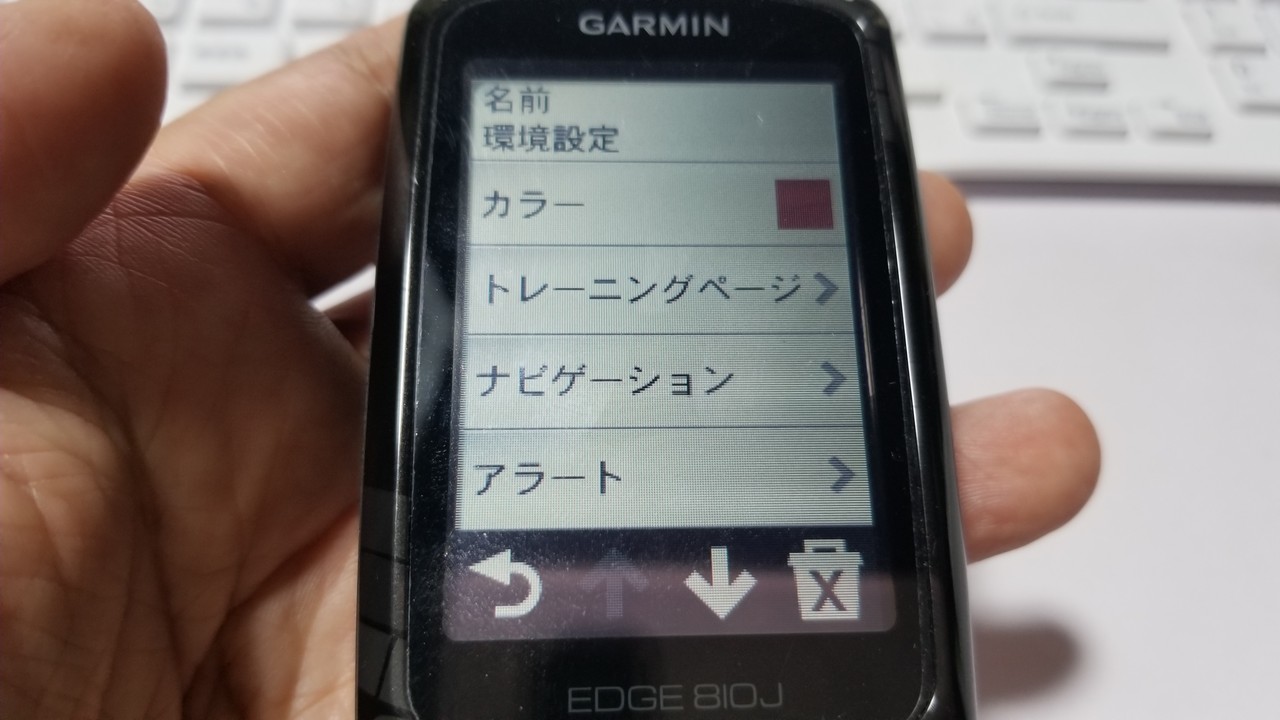 GARMIN
名前
環境設定
カラー
トレーニングページ
ナビゲーション
アラート
EDGE 810J